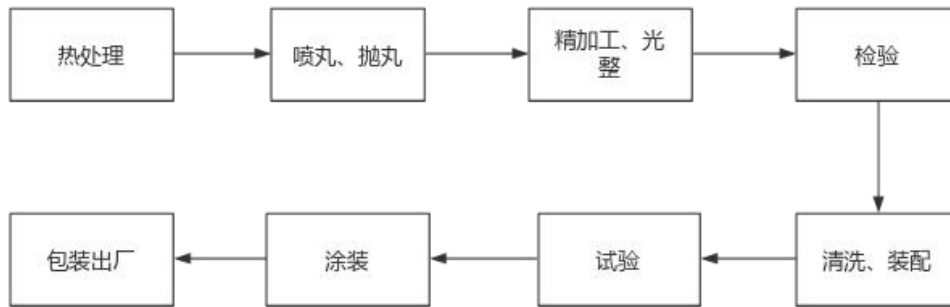 热处理
喷丸、抛丸
精加工、光
整
检验
清洗、装配
试验
涂装
包装出厂